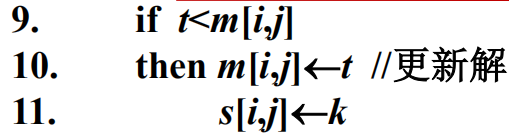 9. if t<m[i,j]
10. then m[i,j]←t //更新解
11. s[i,j]←k